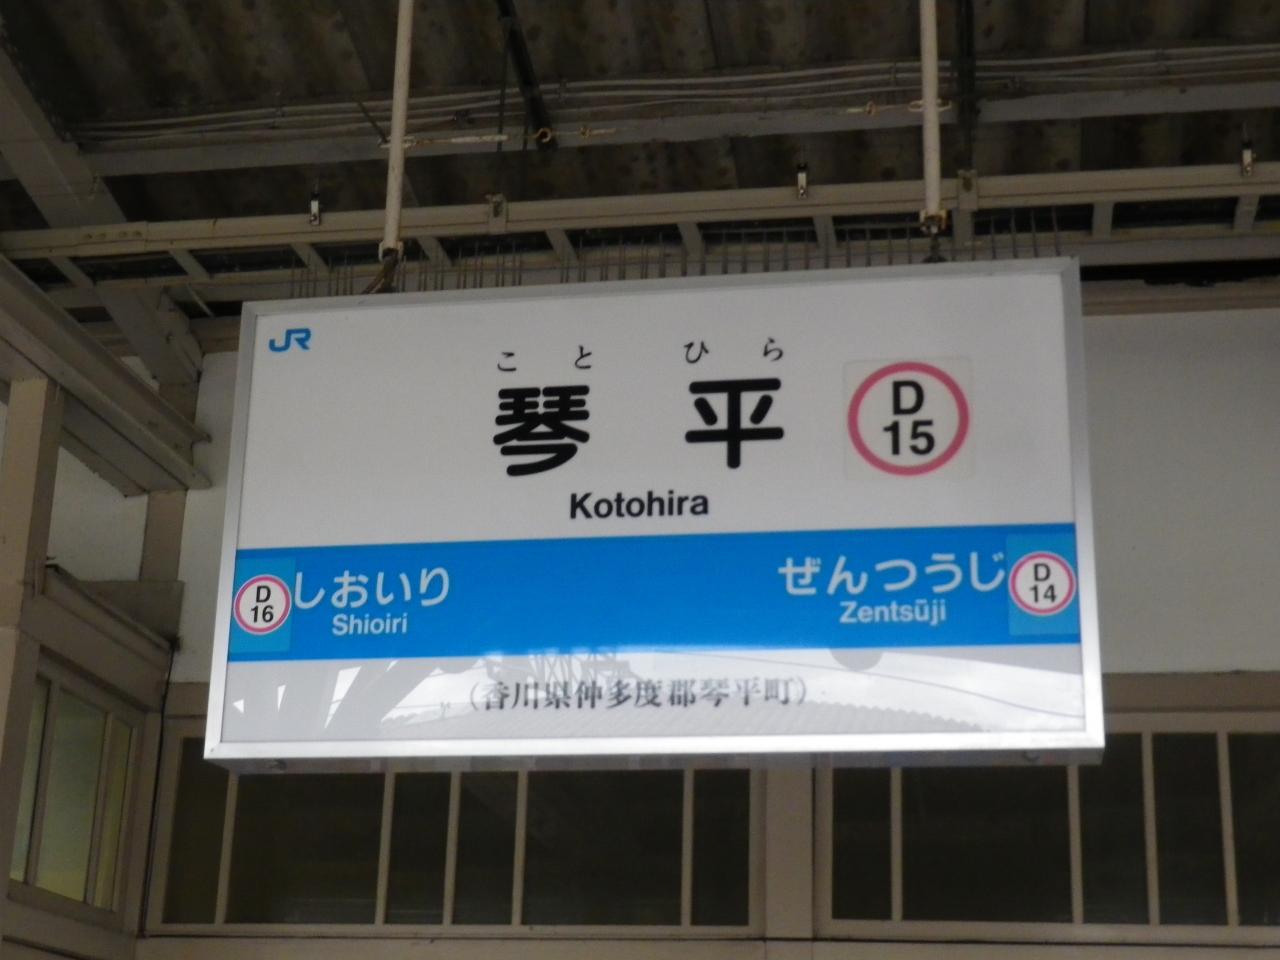 JR
こ と ひ ら
琴 平
D
15
Kotohira
D
16
しおいり
Shioiri
ぜんつうじ
Zentsūji
D
14
(香川県仲多度郡琴平町)